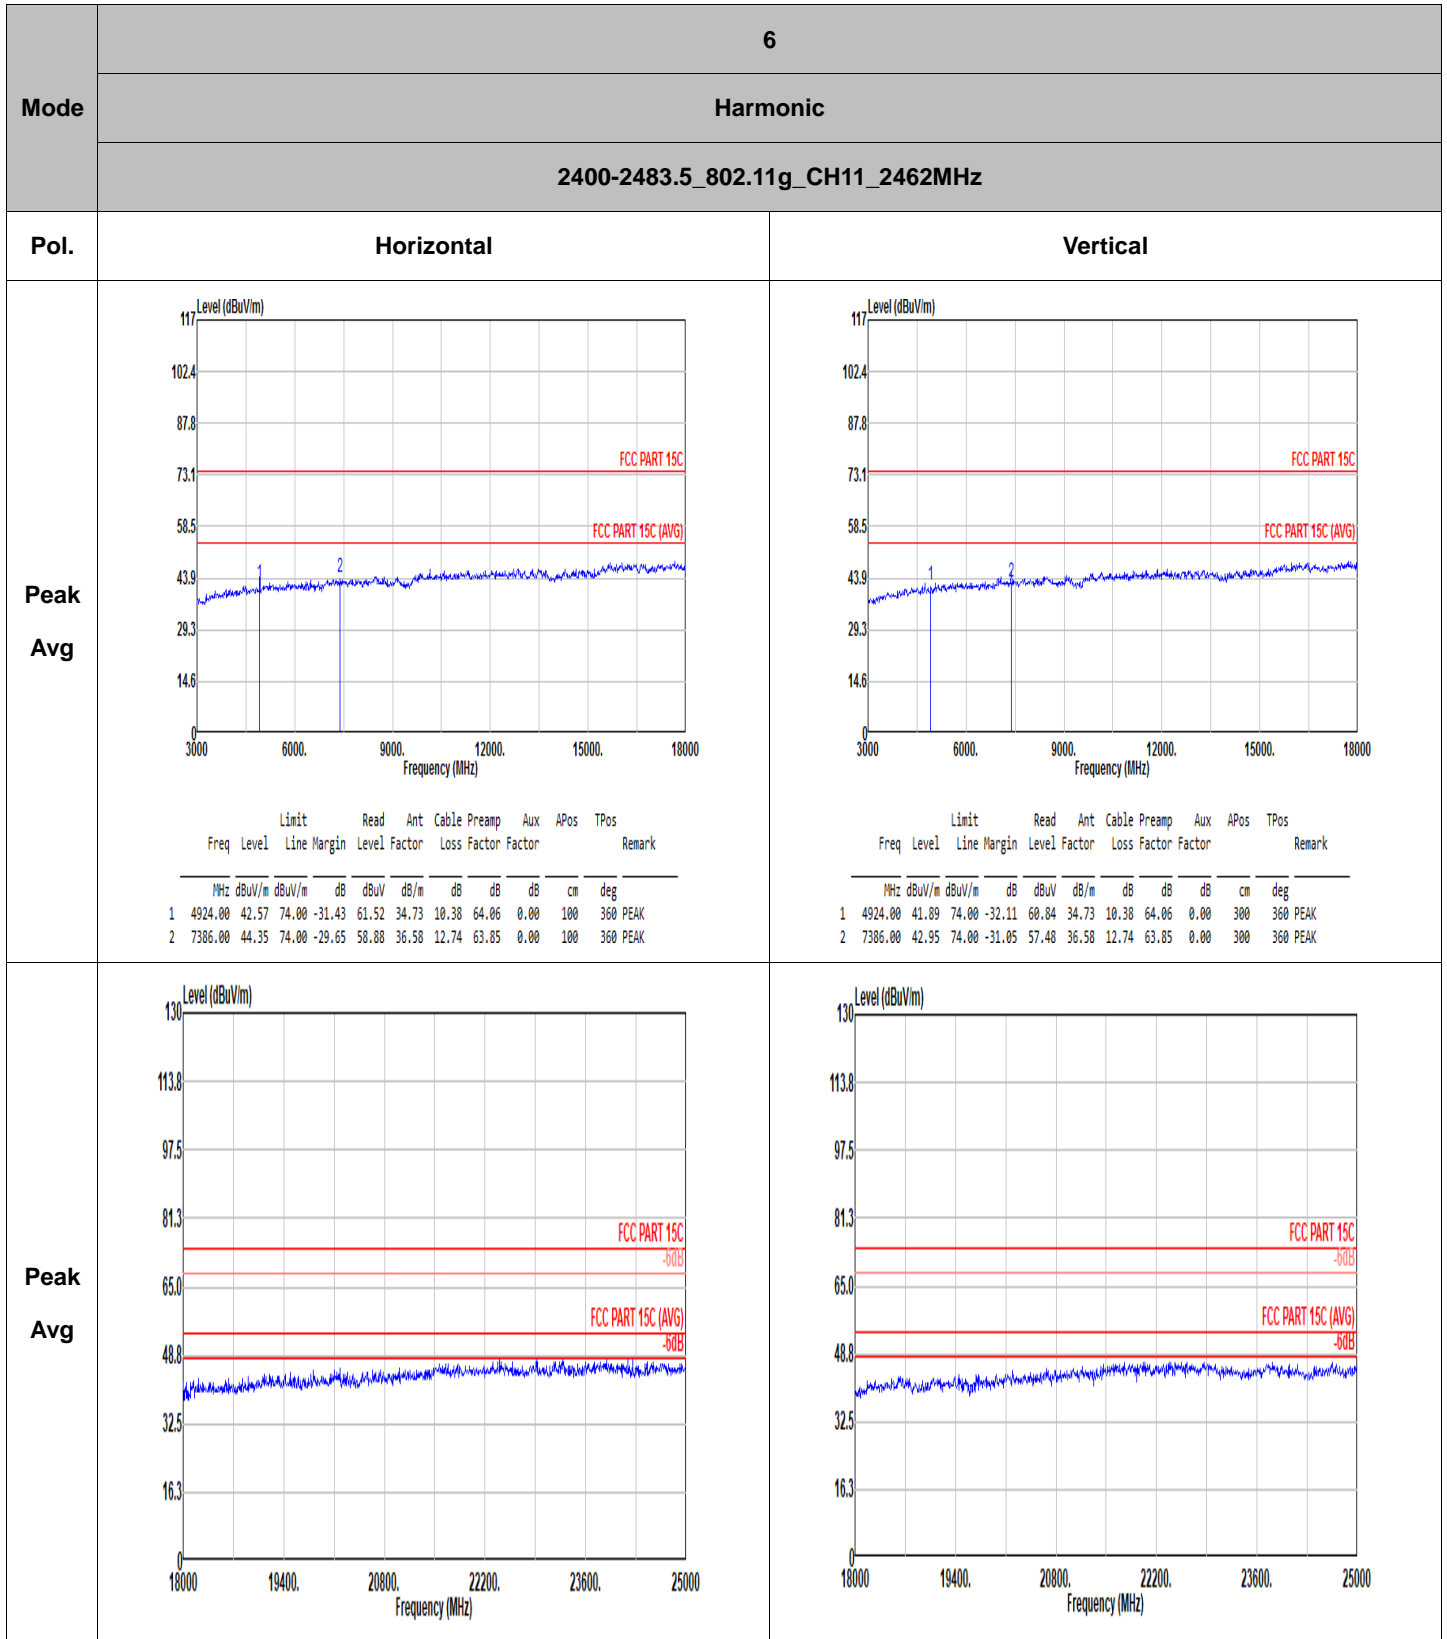 Mode
6
Harmonic
2400-2483.5_802.11g_CH11_2462MHz
Pol.
Horizontal
Vertical
Peak
Avg
Level (dBuV/m)
117
102.4
87.8
FCC PART 15C
73.1
58.5
FCC PART 15C (AVG)
1
2
43.9
29.3
14.6
0
3000 6000. 9000. 12000. 15000. 18000
Frequency (MHz)
Limit Read Ant Cable Preamp Aux APos TPos
Freq Level Line Margin Level Factor Loss Factor Factor Remark
MHz dBuV/m dBuV/m dB dBuV dB/m dB dB dB cm deg
1 4924.00 42.57 74.00 -31.43 61.52 34.73 10.38 64.06 0.00 100 360 PEAK
2 7386.00 44.35 74.00 -29.65 58.88 36.58 12.74 63.85 0.00 100 360 PEAK
Level (dBuV/m)
117
102.4
87.8
FCC PART 15C
73.1
58.5
FCC PART 15C (AVG)
1
2
43.9
29.3
14.6
0
3000 6000. 9000. 12000. 15000. 18000
Frequency (MHz)
Limit Read Ant Cable Preamp Aux APos TPos
Freq Level Line Margin Level Factor Loss Factor Factor Remark
MHz dBuV/m dBuV/m dB dBuV dB/m dB dB dB cm deg
1 4924.00 41.89 74.00 -32.11 60.84 34.73 10.38 64.06 0.00 300 360 PEAK
2 7386.00 42.95 74.00 -31.05 57.48 36.58 12.74 63.85 0.00 300 360 PEAK
Peak
Avg
Level (dBuV/m)
130
113.8
97.5
81.3
FCC PART 15C
-6dB
65.0
FCC PART 15C (AVG)
-6dB
48.8
32.5
16.3
0
18000 19400. 20800. 22200. 23600. 25000
Frequency (MHz)
Level (dBuV/m)
130
113.8
97.5
81.3
FCC PART 15C
-6dB
65.0
FCC PART 15C (AVG)
-6dB
48.8
32.5
16.3
0
18000 19400. 20800. 22200. 23600. 25000
Frequency (MHz)